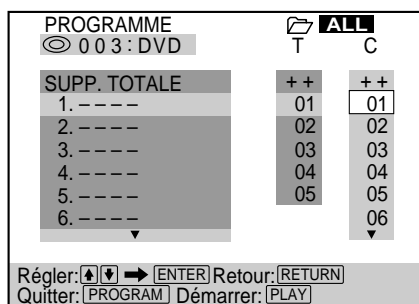 PROGRAMME ALL
003:DVD T C
SUPP. TOTALE ++ ++
1. –––– 01 01
2. –––– 02 02
3. –––– 03 03
4. –––– 04 04
5. –––– 05 05
6. –––– 06
Régler: ENTER Retour: RETURN
Quitter: PROGRAM Démarrer: PLAY